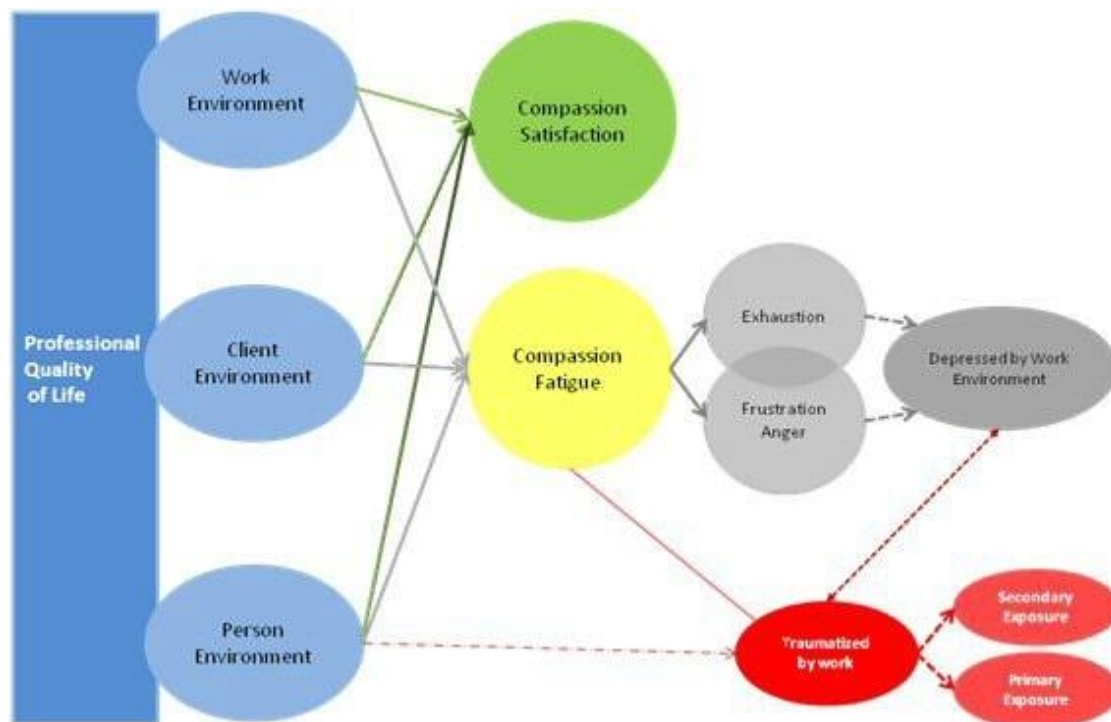 Professional
Quality
of Life
Work
Environment
Client
Environment
Person
Environment
Compassion
Satisfaction
Compassion
Fatigue
Exhaustion
Frustration
Anger
Depressed by Work
Environment
Traumatized
by work
Secondary
Exposure
Primary
Exposure